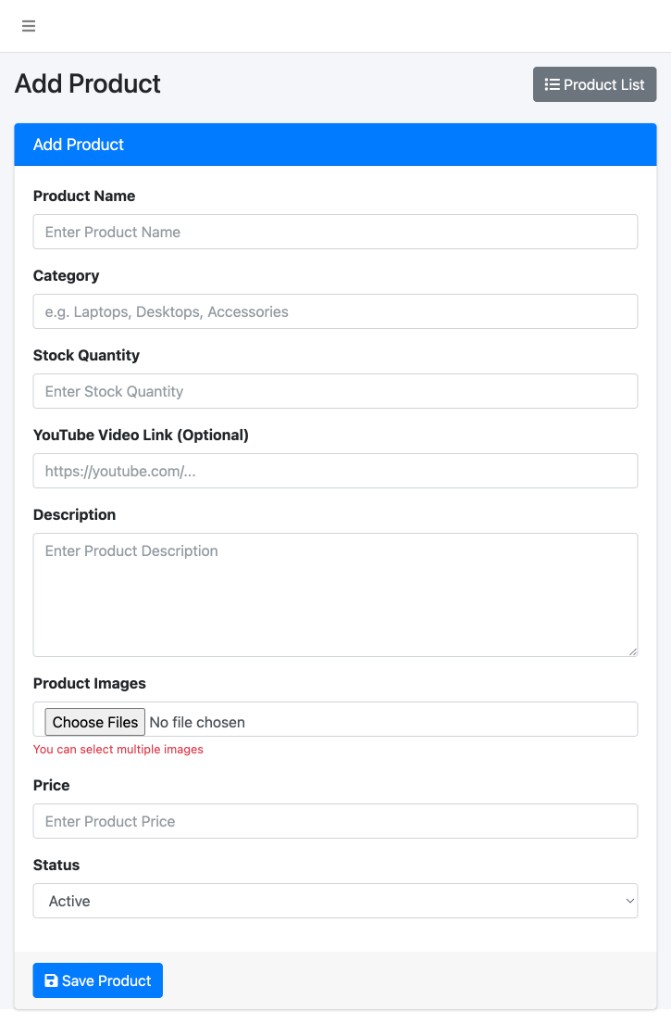 Add Product
Product List
Add Product
Product Name
Enter Product Name
Category
e.g. Laptops, Desktops, Accessories
Stock Quantity
Enter Stock Quantity
YouTube Video Link (Optional)
https://youtube.com/...
Description
Enter Product Description
Product Images
Choose Files No file chosen
You can select multiple images
Price
Enter Product Price
Status
Active
Save Product